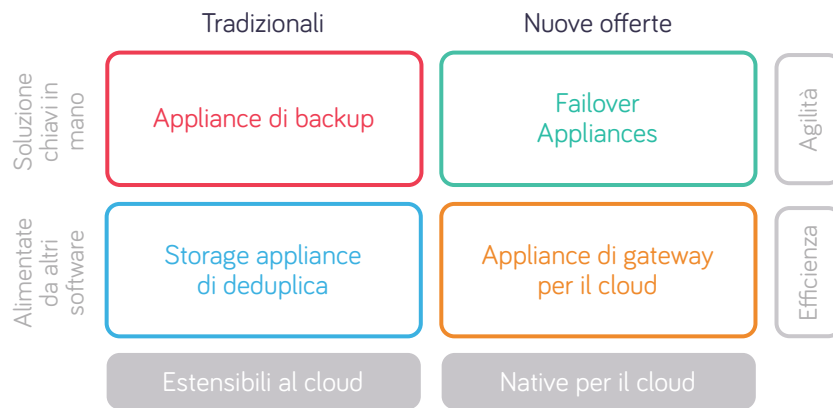 Tradizionali
Nuove offerte
Soluzione
chiavi in
mano
Appliance di backup
Failover
Appliances
Agilità
Alimentate
da altri
software
Storage appliance
di deduplica
Appliance di gateway
per il cloud
Efficienza
Estensibili al cloud
Native per il cloud